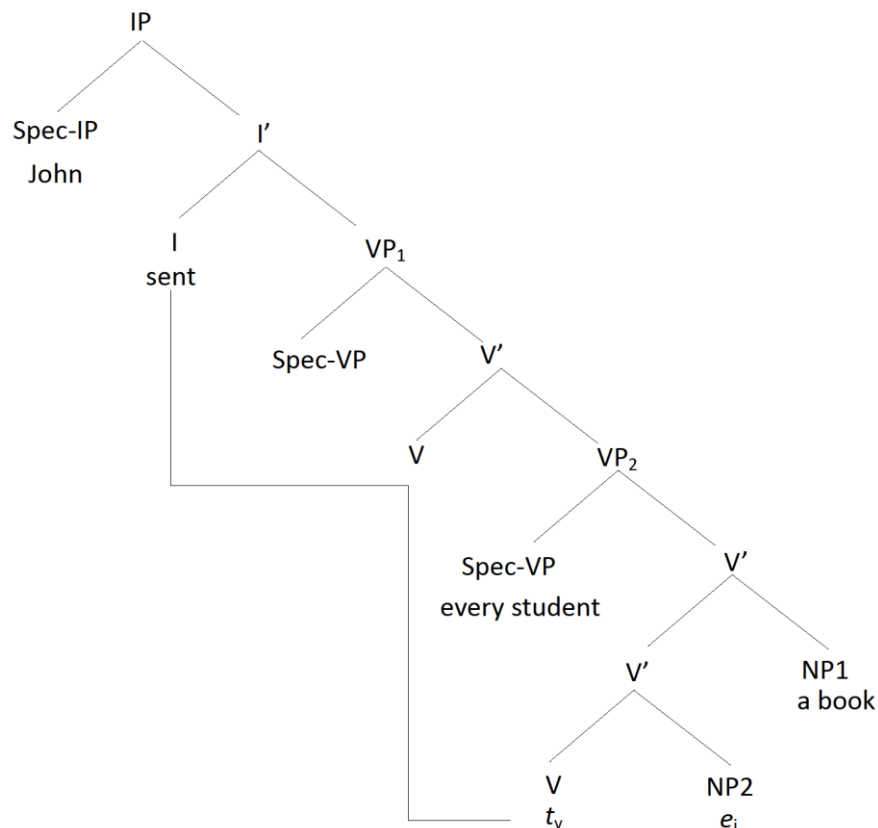 IP
Spec-IP
John
I’
I
sent
VP₁
Spec-VP
V’
V
VP₂
Spec-VP
every student
V’
V’
NP1
a book
V
tᵥ
NP2
eᵢ